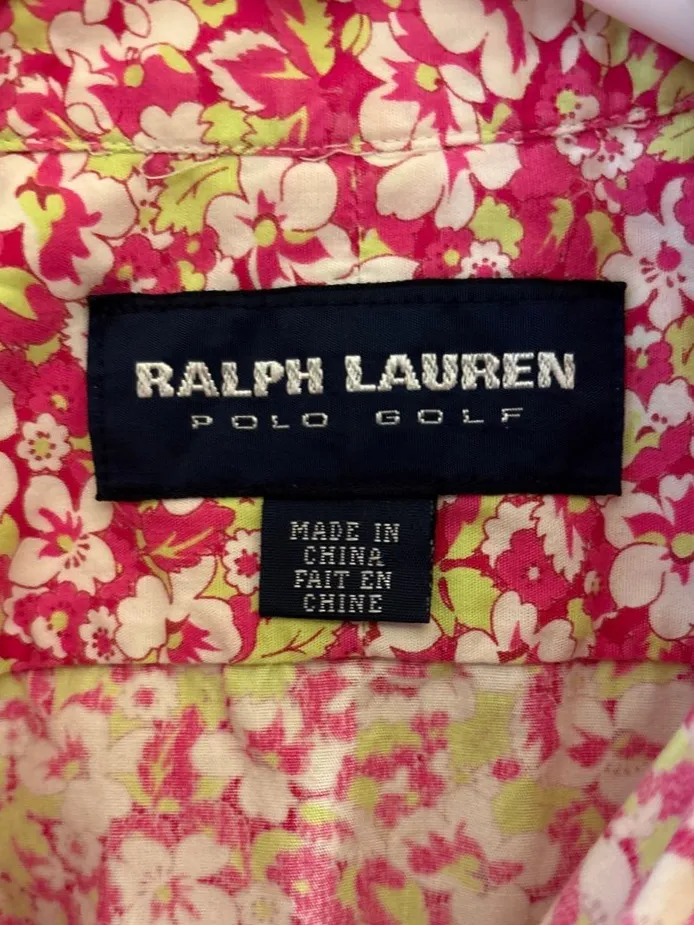 RALPH LAUREN
POLO GOLF
MADE IN
CHINA
FAIT EN
CHINE